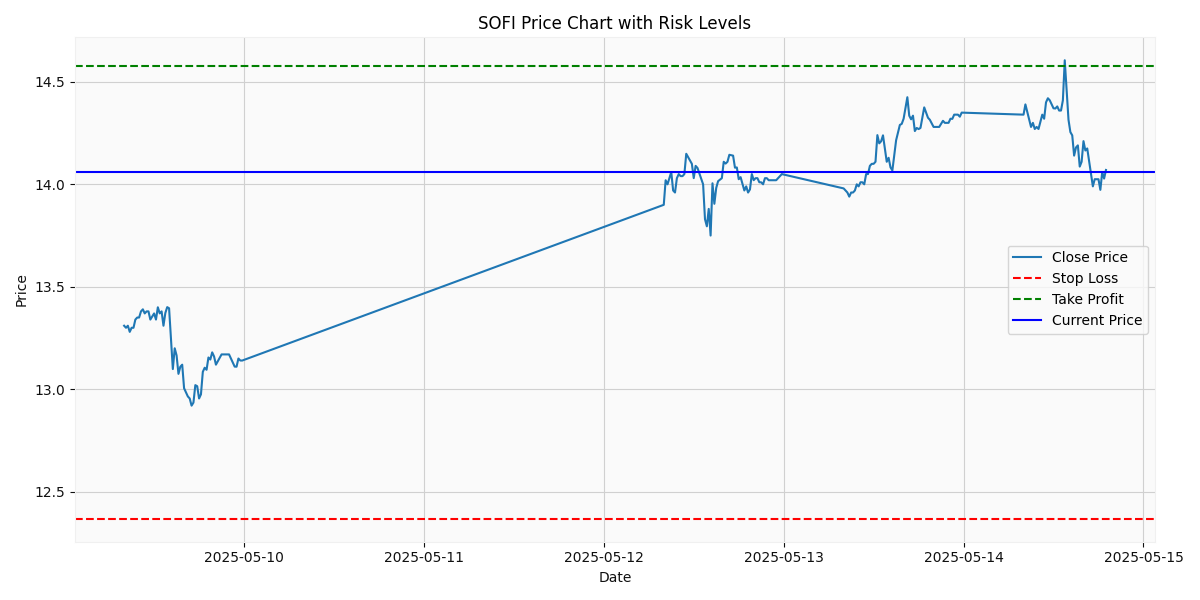 SOFI Price Chart with Risk Levels
14.5
14.0
13.5
13.0
12.5
Price
Close Price
Stop Loss
Take Profit
Current Price
2025-05-10
2025-05-11
2025-05-12
2025-05-13
2025-05-14
2025-05-15
Date